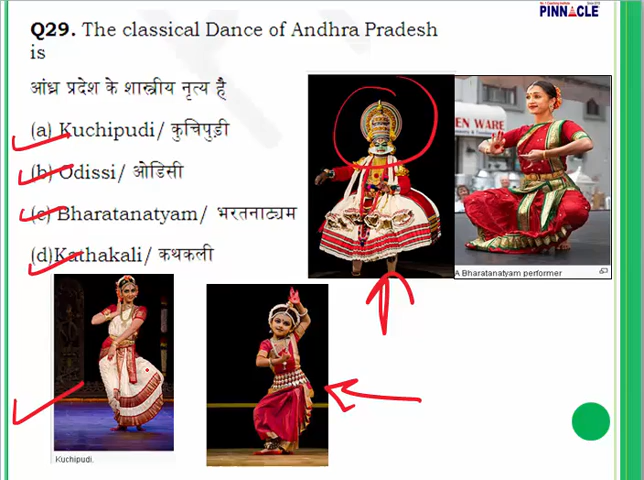 Q29. The classical Dance of Andhra Pradesh
is
PINNACLE
आंध्र प्रदेश के शास्त्रीय नृत्य है
(a) Kuchipudi/ कुचिपुड़ी
(b) Odissi/ ओडिसी
(c) Bharatanatyam/ भरतनाट्यम
(d)Kathakali/ कथकली
EN WARE
A Bharatanatyam performer
Kuchipudi.